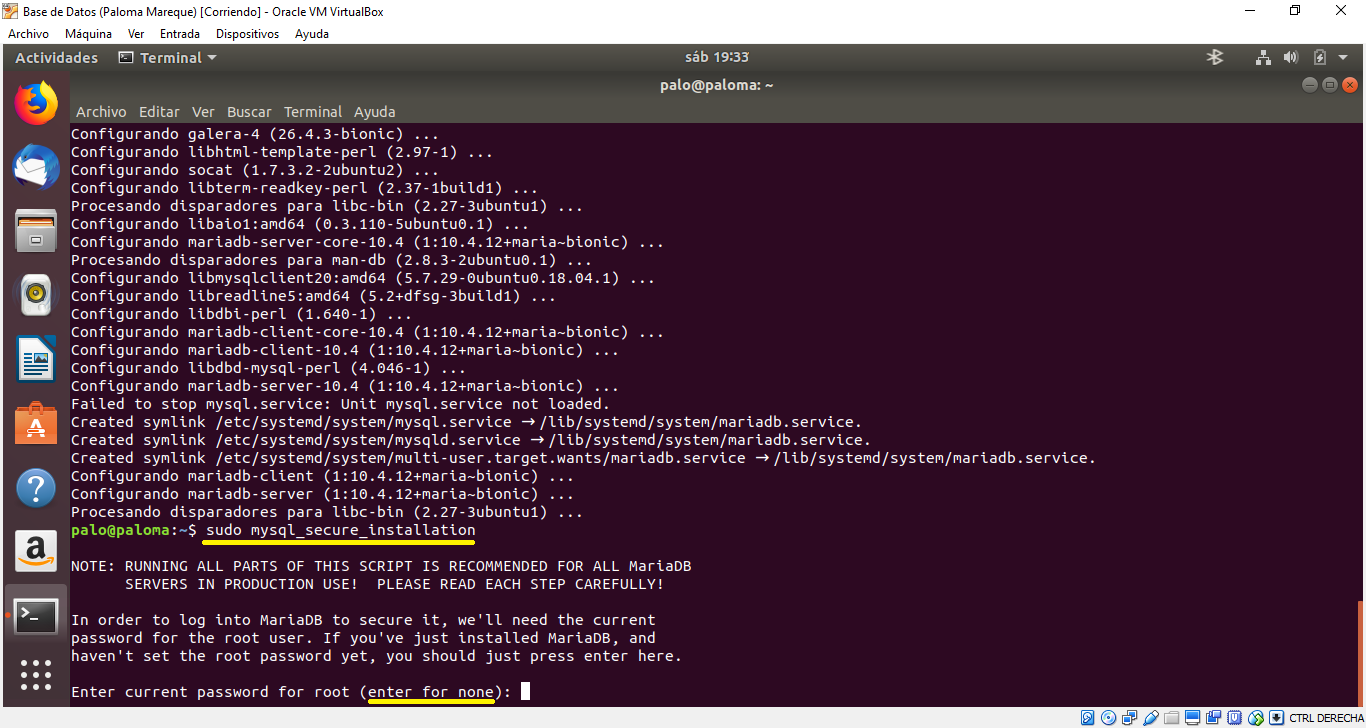 Base de Datos (Paloma Mareque) [Corriendo] - Oracle VM VirtualBox
Archivo Máquina Ver Entrada Dispositivos Ayuda
Actividades Terminal sáb 19:33
palo@paloma: ~
Archivo Editar Ver Buscar Terminal Ayuda
Configurando galera-4 (26.4.3-bionic) ...
Configurando libhtml-template-perl (2.97-1) ...
Configurando socat (1.7.3.2-2ubuntu2) ...
Configurando libterm-readkey-perl (2.37-1build1) ...
Procesando disparadores para libc-bin (2.27-3ubuntu1) ...
Configurando libaio1:amd64 (0.3.110-5ubuntu0.1) ...
Configurando mariadb-server-core-10.4 (1:10.4.12+maria~bionic) ...
Procesando disparadores para man-db (2.8.3-2ubuntu0.1) ...
Configurando libmysqlclient20:amd64 (5.7.29-0ubuntu0.18.04.1) ...
Configurando libreadline5:amd64 (5.2+dfsg-3build1) ...
Configurando libdbi-perl (1.640-1) ...
Configurando mariadb-client-core-10.4 (1:10.4.12+maria~bionic) ...
Configurando mariadb-client-10.4 (1:10.4.12+maria~bionic) ...
Configurando libdbd-mysql-perl (4.046-1) ...
Configurando mariadb-server-10.4 (1:10.4.12+maria~bionic) ...
Failed to stop mysql.service: Unit mysql.service not loaded.
Created symlink /etc/systemd/system/mysql.service → /lib/systemd/system/mariadb.service.
Created symlink /etc/systemd/system/mysqld.service → /lib/systemd/system/mariadb.service.
Created symlink /etc/systemd/system/multi-user.target.wants/mariadb.service → /lib/systemd/system/mariadb.service.
Configurando mariadb-client (1:10.4.12+maria~bionic) ...
Configurando mariadb-server (1:10.4.12+maria~bionic) ...
Procesando disparadores para libc-bin (2.27-3ubuntu1) ...
palo@paloma:~$ sudo mysql_secure_installation
NOTE: RUNNING ALL PARTS OF THIS SCRIPT IS RECOMMENDED FOR ALL MariaDB
SERVERS IN PRODUCTION USE!  PLEASE READ EACH STEP CAREFULLY!
In order to log into MariaDB to secure it, we'll need the current
password for the root user. If you've just installed MariaDB, and
haven't set the root password yet, you should just press enter here.
Enter current password for root (enter for none):
CTRL DERECHA